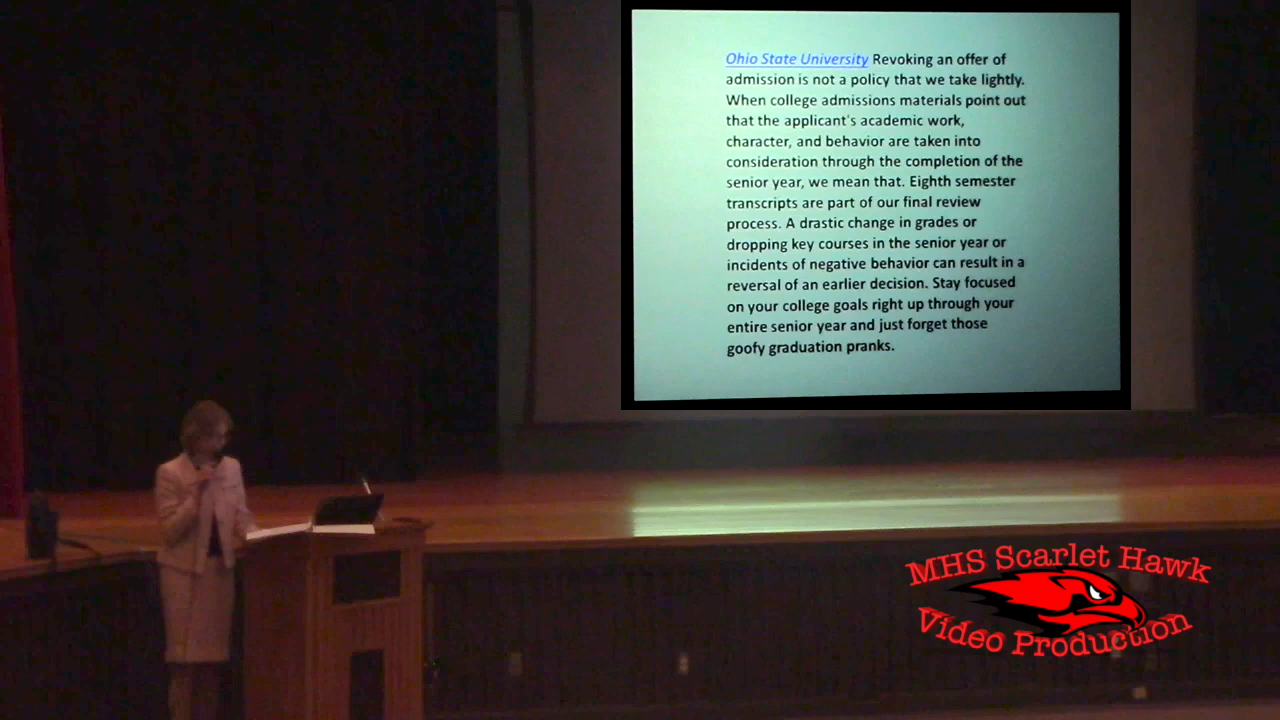 Ohio State University Revoking an offer of
admission is not a policy that we take lightly.
When college admissions materials point out
that the applicant's academic work,
character, and behavior are taken into
consideration through the completion of the
senior year, we mean that. Eighth semester
transcripts are part of our final review
process. A drastic change in grades or
dropping key courses in the senior year or
incidents of negative behavior can result in a
reversal of an earlier decision. Stay focused
on your college goals right up through your
entire senior year and just forget those
goofy graduation pranks.
MHS Scarlet Hawk
Video Production